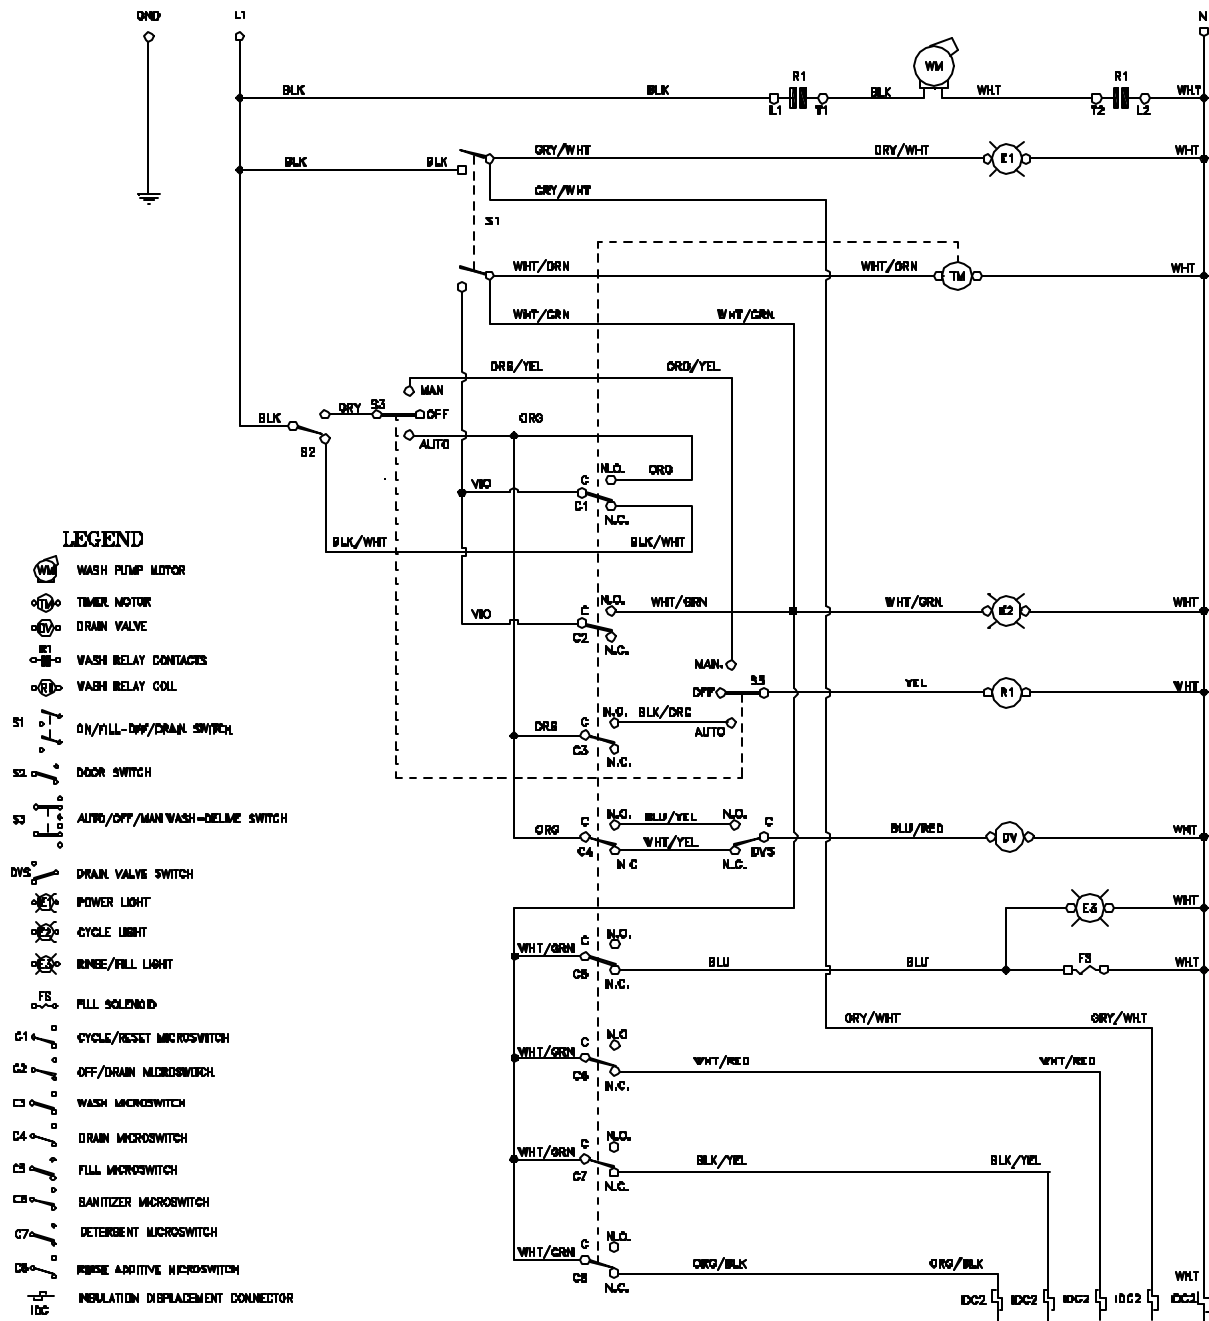 GND
L1
N
BLK
BLK
R1
WM
R1
BLK
WHT
WHT
L1
T1
T2
L2
BLK
BLK
GRY/WHT
GRY/WHT
E1
WHT
GRY/WHT
S1
WHT/GRN
WHT/GRN
TM
WHT
WHT/GRN
WHT/GRN
ORG/YEL
ORG/YEL
MAN
BLK
GRY
S3
OFF
ORG
AUTO
S2
N.O.
ORG
C
VIO
C1
N.C.
BLK/WHT
BLK/WHT
N.O.
WHT/GRN
WHT/GRN
E2
WHT
C
VIO
C2
N.C.
MAN.
S3
OFF
YEL
R1
WHT
N.O.
BLK/ORG
C
ORG
AUTO
C3
N.C.
N.O.
BLU/YEL
N.O.
C
C
ORG
BLU/RED
DV
WHT
C4
WHT/YEL
DVS
N.C
N.C.
E3
WHT
N.O.
C
WHT/GRN
C5
BLU
BLU
FS
WHT
N.C.
GRY/WHT
GRY/WHT
N.O
C
WHT/GRN
C6
WHT/RED
WHT/RED
N.C.
N.O.
C
WHT/GRN
C7
BLK/YEL
BLK/YEL
N.C.
N.O.
C
WHT/GRN
C8
ORG/BLK
ORG/BLK
N.C.
WHT
IDC2
IDC2
IDC2
IDC2
IDC2
LEGEND
WM WASH PUMP MOTOR
TM TIMER MOTOR
DV DRAIN VALVE
R1 WASH RELAY CONTACTS
R1 WASH RELAY COIL
S1 ON/FILL-OFF/DRAIN SWITCH
S2 DOOR SWITCH
S3 AUTO/OFF/MAN WASH-DELIME SWITCH
DVS DRAIN VALVE SWITCH
E1 POWER LIGHT
E2 CYCLE LIGHT
E3 RINSE/FILL LIGHT
FS FILL SOLENOID
C1 CYCLE/RESET MICROSWITCH
C2 OFF/DRAIN MICROSWITCH
C3 WASH MICROSWITCH
C4 DRAIN MICROSWITCH
C5 FILL MICROSWITCH
C6 SANITIZER MICROSWITCH
C7 DETERGENT MICROSWITCH
C8 RINSE ADDITIVE MICROSWITCH
IDC INSULATION DISPLACEMENT CONNECTOR